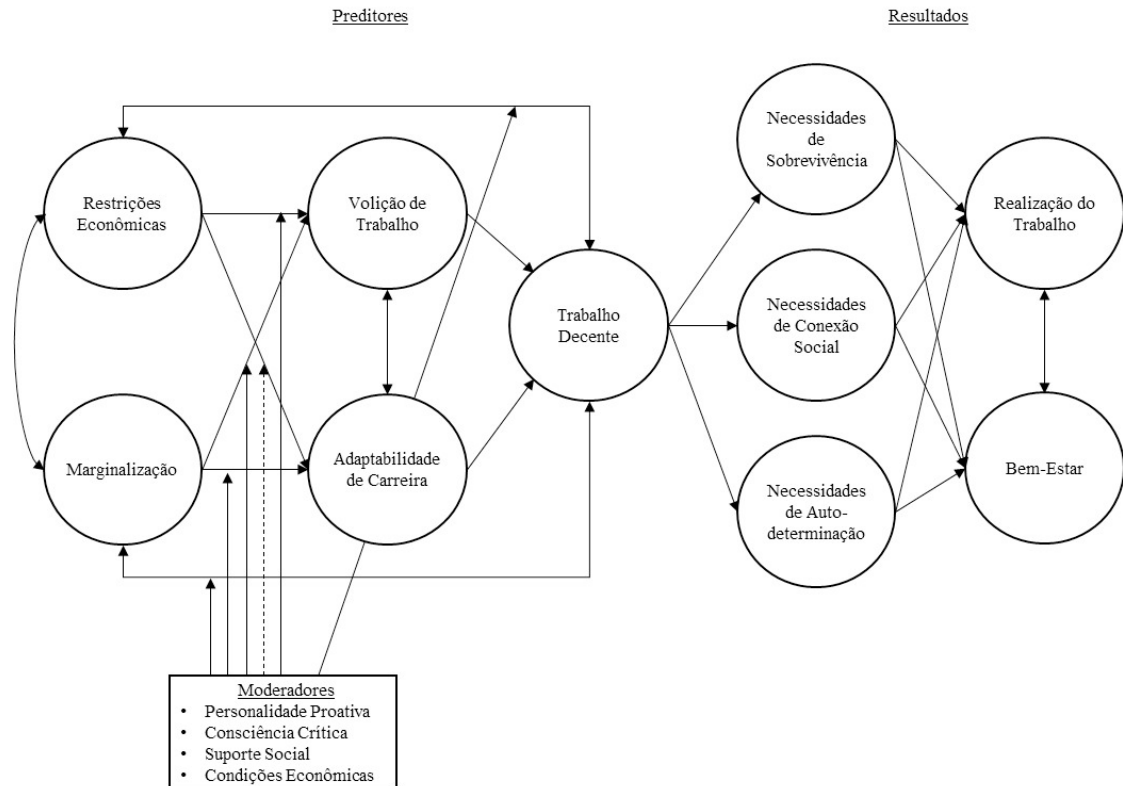 Preditores
Resultados
Restrições
Econômicas
Volição de
Trabalho
Marginalização
Adaptabilidade
de Carreira
Trabalho
Decente
Necessidades
de
Sobrevivência
Necessidades
de Conexão
Social
Necessidades
de Auto-
determinação
Realização do
Trabalho
Bem-Estar
Moderadores
• Personalidade Proativa
• Consciência Crítica
• Suporte Social
• Condições Econômicas